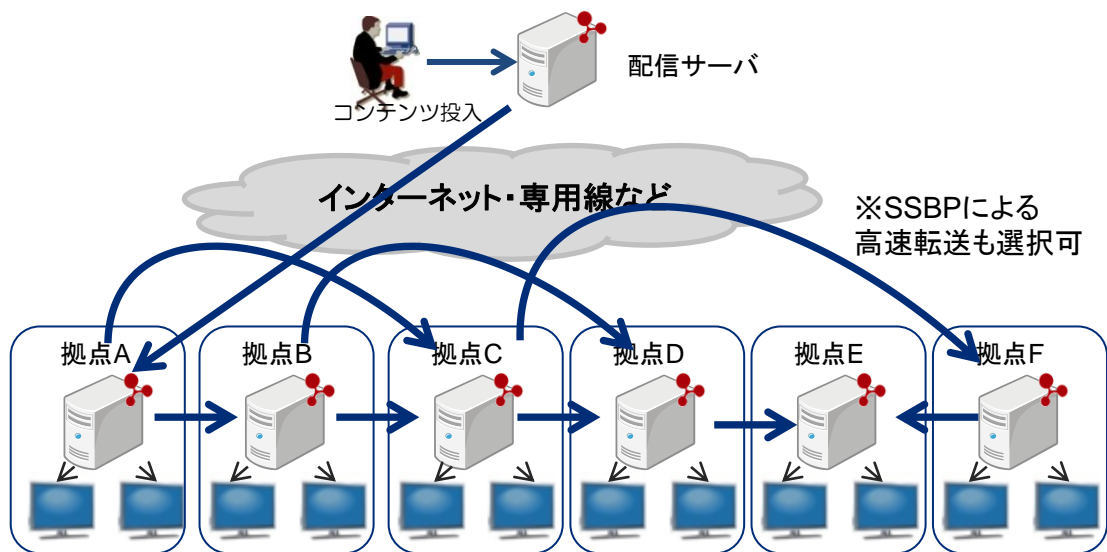 配信サーバ
コンテンツ投入
インターネット・専用線など
※SSBPによる
高速転送も選択可
拠点A
拠点B
拠点C
拠点D
拠点E
拠点F